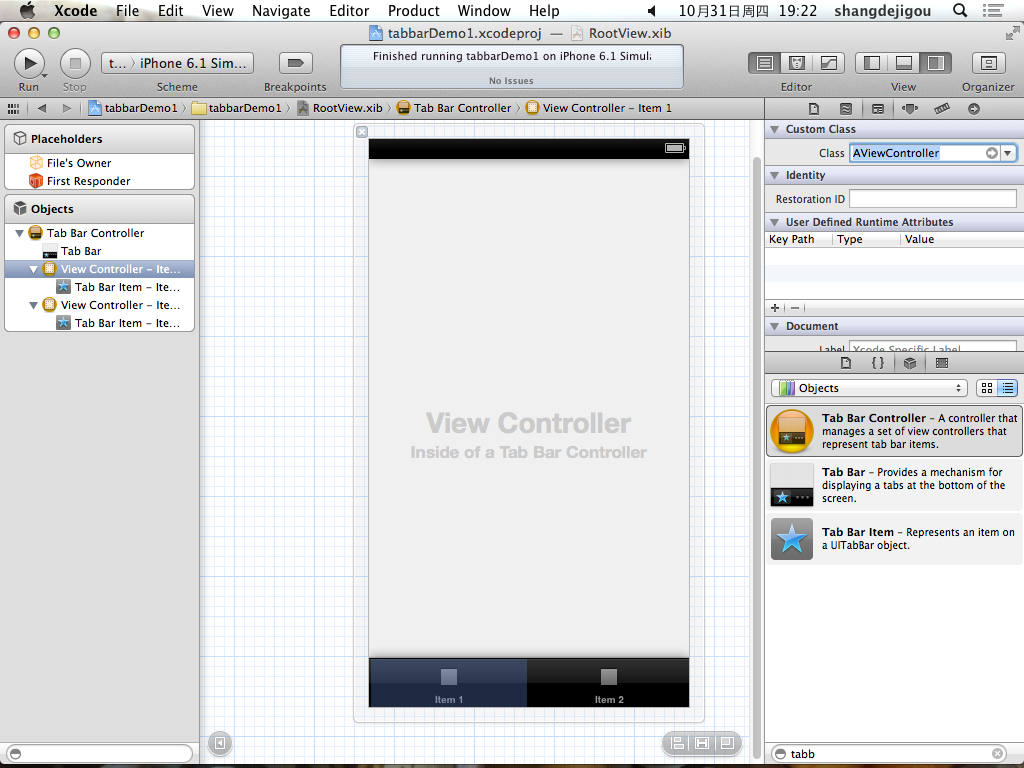 Xcode File Edit View Navigate Editor Product Window Help 10月31日周四 19:22 shangdejigou
tabbarDemo1.xcodeproj — RootView.xib
t...〉iPhone 6.1 Sim...
Finished running tabbarDemo1 on iPhone 6.1 Simula
No Issues
Run Stop Scheme Breakpoints Editor View Organizer
tabbarDemo1 〉 tabbarDemo1 〉 RootView.xib 〉 Tab Bar Controller 〉 View Controller – Item 1
Placeholders
File's Owner
First Responder
Objects
Tab Bar Controller
Tab Bar
View Controller – Ite...
Tab Bar Item – Ite...
View Controller – Ite...
Tab Bar Item – Ite...
View Controller
Inside of a Tab Bar Controller
Item 1 Item 2
Custom Class
Class AViewController
Identity
Restoration ID
User Defined Runtime Attributes
Key Path Type Value
Document
Label Xcode Specific Label
Objects
Tab Bar Controller – A controller that
manages a set of view controllers that
represent tab bar items.
Tab Bar – Provides a mechanism for
displaying a tabs at the bottom of the
screen.
Tab Bar Item – Represents an item on
a UITabBar object.
tabb